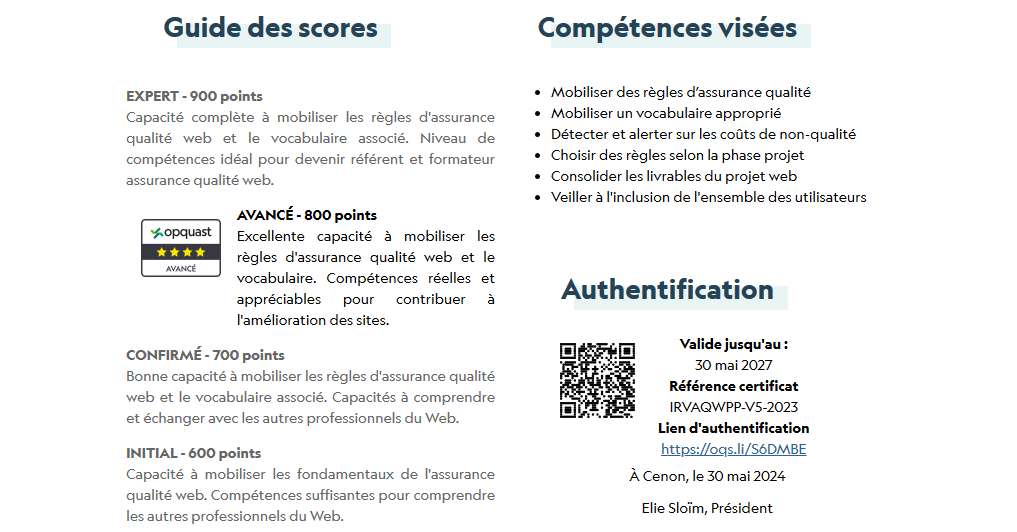 Guide des scores
EXPERT - 900 points
Capacité complète à mobiliser les règles d'assurance
qualité web et le vocabulaire associé. Niveau de
compétences idéal pour devenir référent et formateur
assurance qualité web.
opquast
AVANCÉ
AVANCÉ - 800 points
Excellente capacité à mobiliser les
règles d'assurance qualité web et le
vocabulaire. Compétences réelles et
appréciables pour contribuer à
l'amélioration des sites.
CONFIRMÉ - 700 points
Bonne capacité à mobiliser les règles d'assurance qualité
web et le vocabulaire associé. Capacités à comprendre
et échanger avec les autres professionnels du Web.
INITIAL - 600 points
Capacité à mobiliser les fondamentaux de l'assurance
qualité web. Compétences suffisantes pour comprendre
les autres professionnels du Web.
Compétences visées
• Mobiliser des règles d’assurance qualité
• Mobiliser un vocabulaire approprié
• Détecter et alerter sur les coûts de non-qualité
• Choisir des règles selon la phase projet
• Consolider les livrables du projet web
• Veiller à l'inclusion de l'ensemble des utilisateurs
Authentification
Valide jusqu'au :
30 mai 2027
Référence certificat
IRVAQWPP-V5-2023
Lien d'authentification
https://oqs.li/S6DMBE
À Cenon, le 30 mai 2024
Elie Sloïm, Président